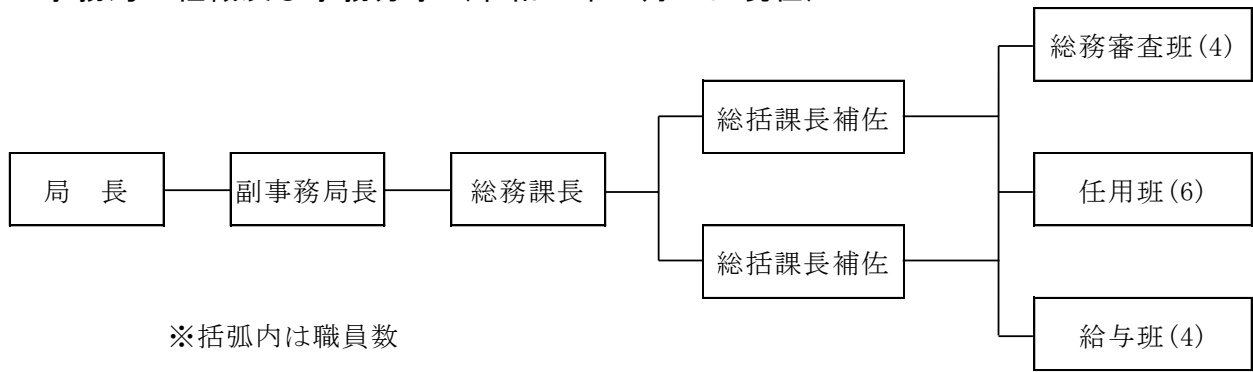 総務審査班(4)
総括課長補佐
局　長
副事務局長
総務課長
任用班(6)
総括課長補佐
※括弧内は職員数
給与班(4)